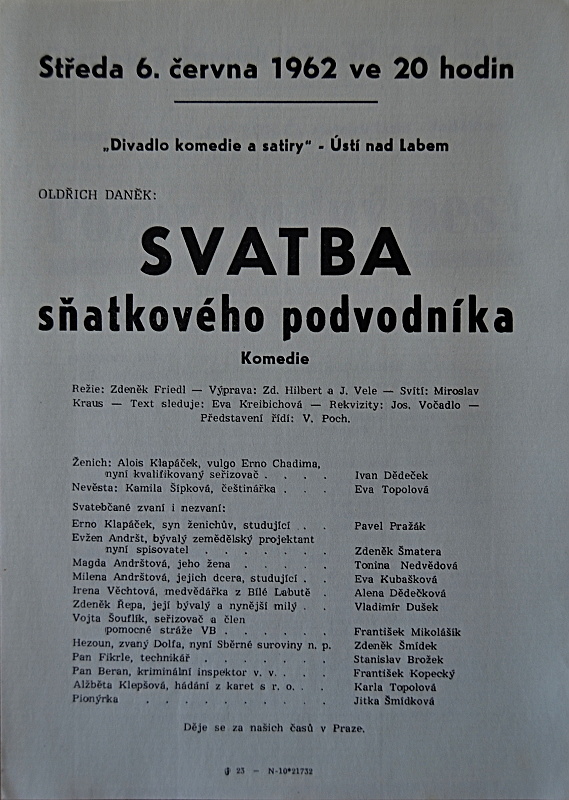 Středa 6. června 1962 ve 20 hodin
„Divadlo komedie a satiry“ - Ústí nad Labem
OLDŘICH DANĚK:
SVATBA
sňatkového podvodníka
Komedie
Režie: Zdeněk Friedl — Výprava: Zd. Hilbert a J. Vele — Svítí: Miroslav
Kraus — Text sleduje: Eva Kreibichová — Rekvizity: Jos. Vočadlo —
Představení řídí: V. Poch.
Ženich: Alois Klapáček, vulgo Erno Chadima,
nyní kvalifikovaný seřizovač . . . . Ivan Dědeček
Nevěsta: Kamila Šípková, češtinářka . . . Eva Topolová
Svatebčané zvaní i nezvaní:
Erno Klapáček, syn ženichův, studující . . Pavel Pražák
Evžen Andršt, bývalý zemědělský projektant
nyní spisovatel . . . . . . . Zdeněk Šmatera
Magda Andrštová, jeho žena . . . . . Tonina Nedvědová
Milena Andrštová, jejich dcera, studující . . Eva Kubašková
Irena Věchtová, medvědářka z Bílé Labutě . Alena Dědečková
Zdeněk Řepa, její bývalý a nynější milý . . Vladimír Dušek
Vojta Šouflík, seřizovač a člen
pomocné stráže VB . . . . . . František Mikolášik
Hezoun, zvaný Dolfa, nyní Sběrné suroviny n. p. Zdeněk Šmídek
Pan Fikrle, technikář . . . . . . . Stanislav Brožek
Pan Beran, kriminální inspektor v. v. . . . František Kopecký
Alžběta Klepšová, hádání z karet s r. o. . . Karla Topolová
Pionýrka . . . . . . . . . Jitka Šmídková
Děje se za našich časů v Praze.
23 — N-10*21732